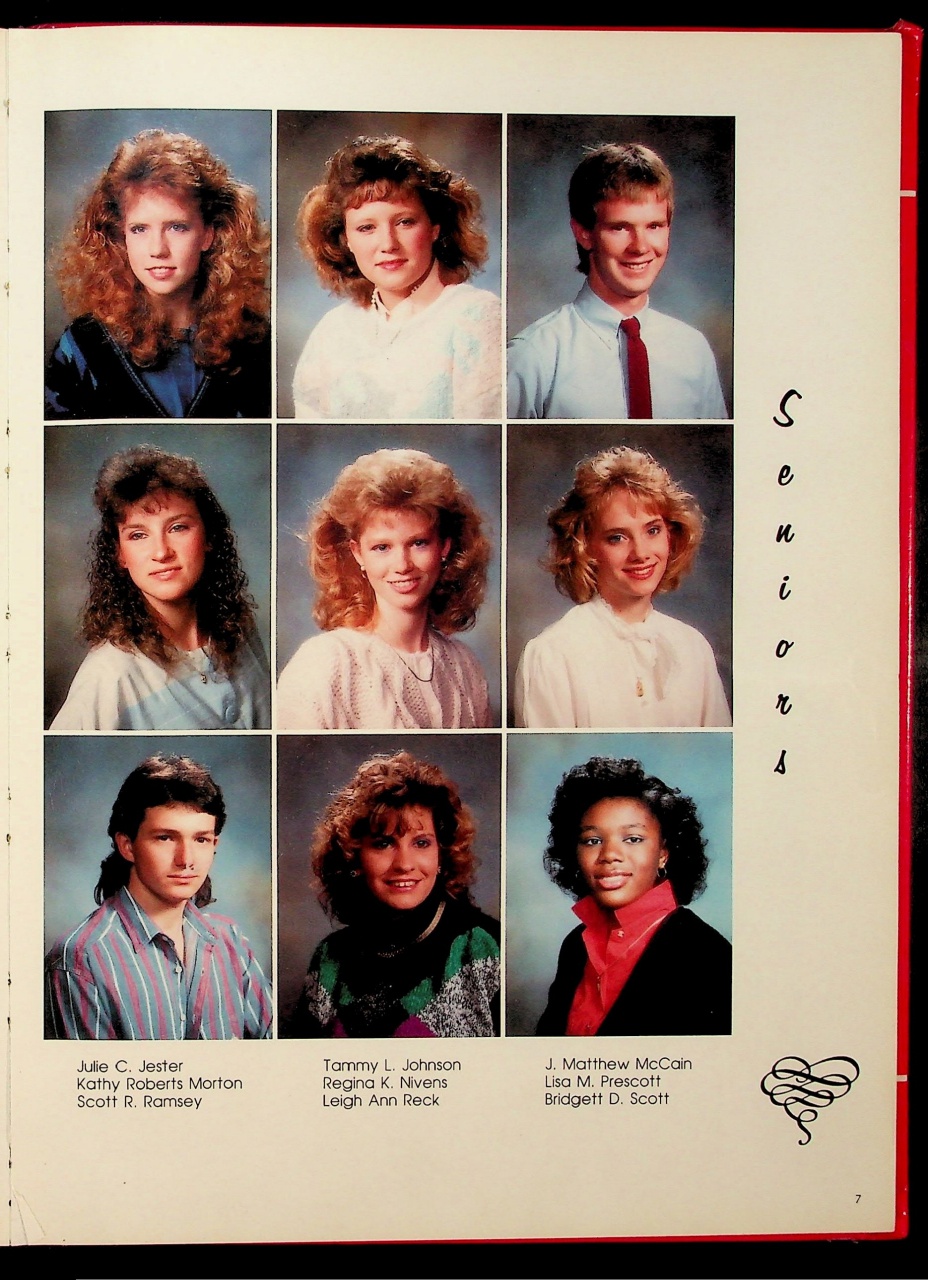 Seniors
Julie C. Jester
Kathy Roberts Morton
Scott R. Ramsey
Tammy L. Johnson
Regina K. Nivens
Leigh Ann Reck
J. Matthew McCain
Lisa M. Prescott
Bridgett D. Scott
7